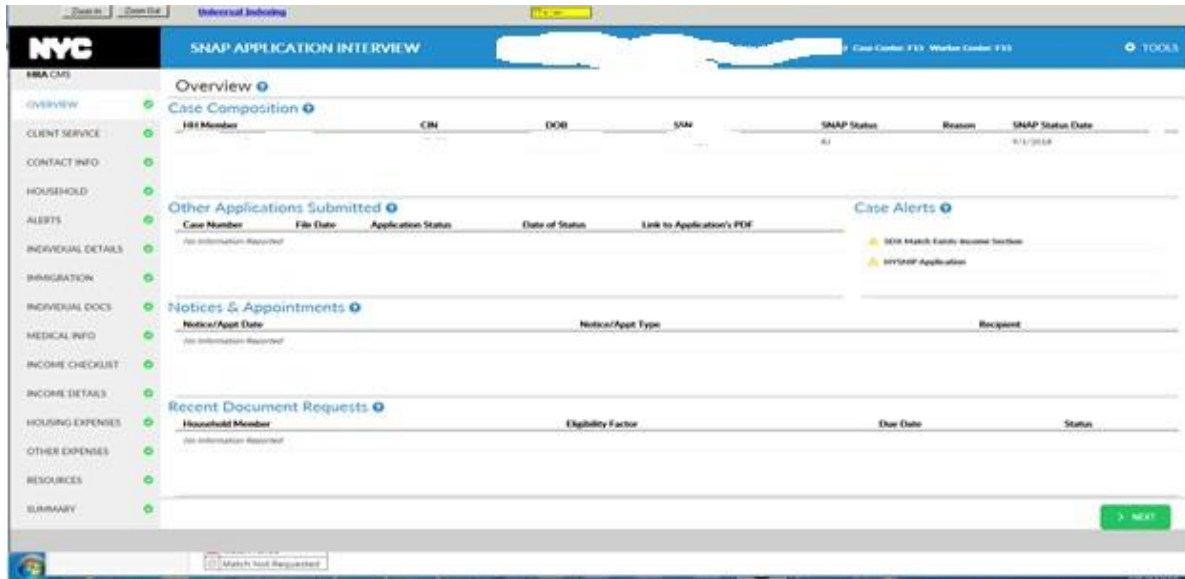 Zoom In Zoom Out Universal Indexing
NYC SNAP APPLICATION INTERVIEW Case Center: F53 Worker Center: F53 TOOLS
HRA CMS
Overview
OVERVIEW
Case Composition
HH Member CIN DOB SSN SNAP Status Reason SNAP Status Date
CLIENT SERVICE
RJ
CONTACT INFO
HOUSEHOLD
Other Applications Submitted Case Alerts
ALERTS
Case Number File Date Application Status Date of Status Link to Application's PDF
No Information Reported
SDX Match Exists-Income Section
INDIVIDUAL DETAILS
NYSNIP Application
IMMIGRATION
INDIVIDUAL DOCS
Notices & Appointments
Notice/Appt Date Notice/Appt Type Recipient
MEDICAL INFO
No Information Reported
INCOME CHECKLIST
INCOME DETAILS
Recent Document Requests
HOUSING EXPENSES
Household Member Eligibility Factor Due Date Status
No Information Reported
OTHER EXPENSES
RESOURCES
SUMMARY
> NEXT
Match Not Requested